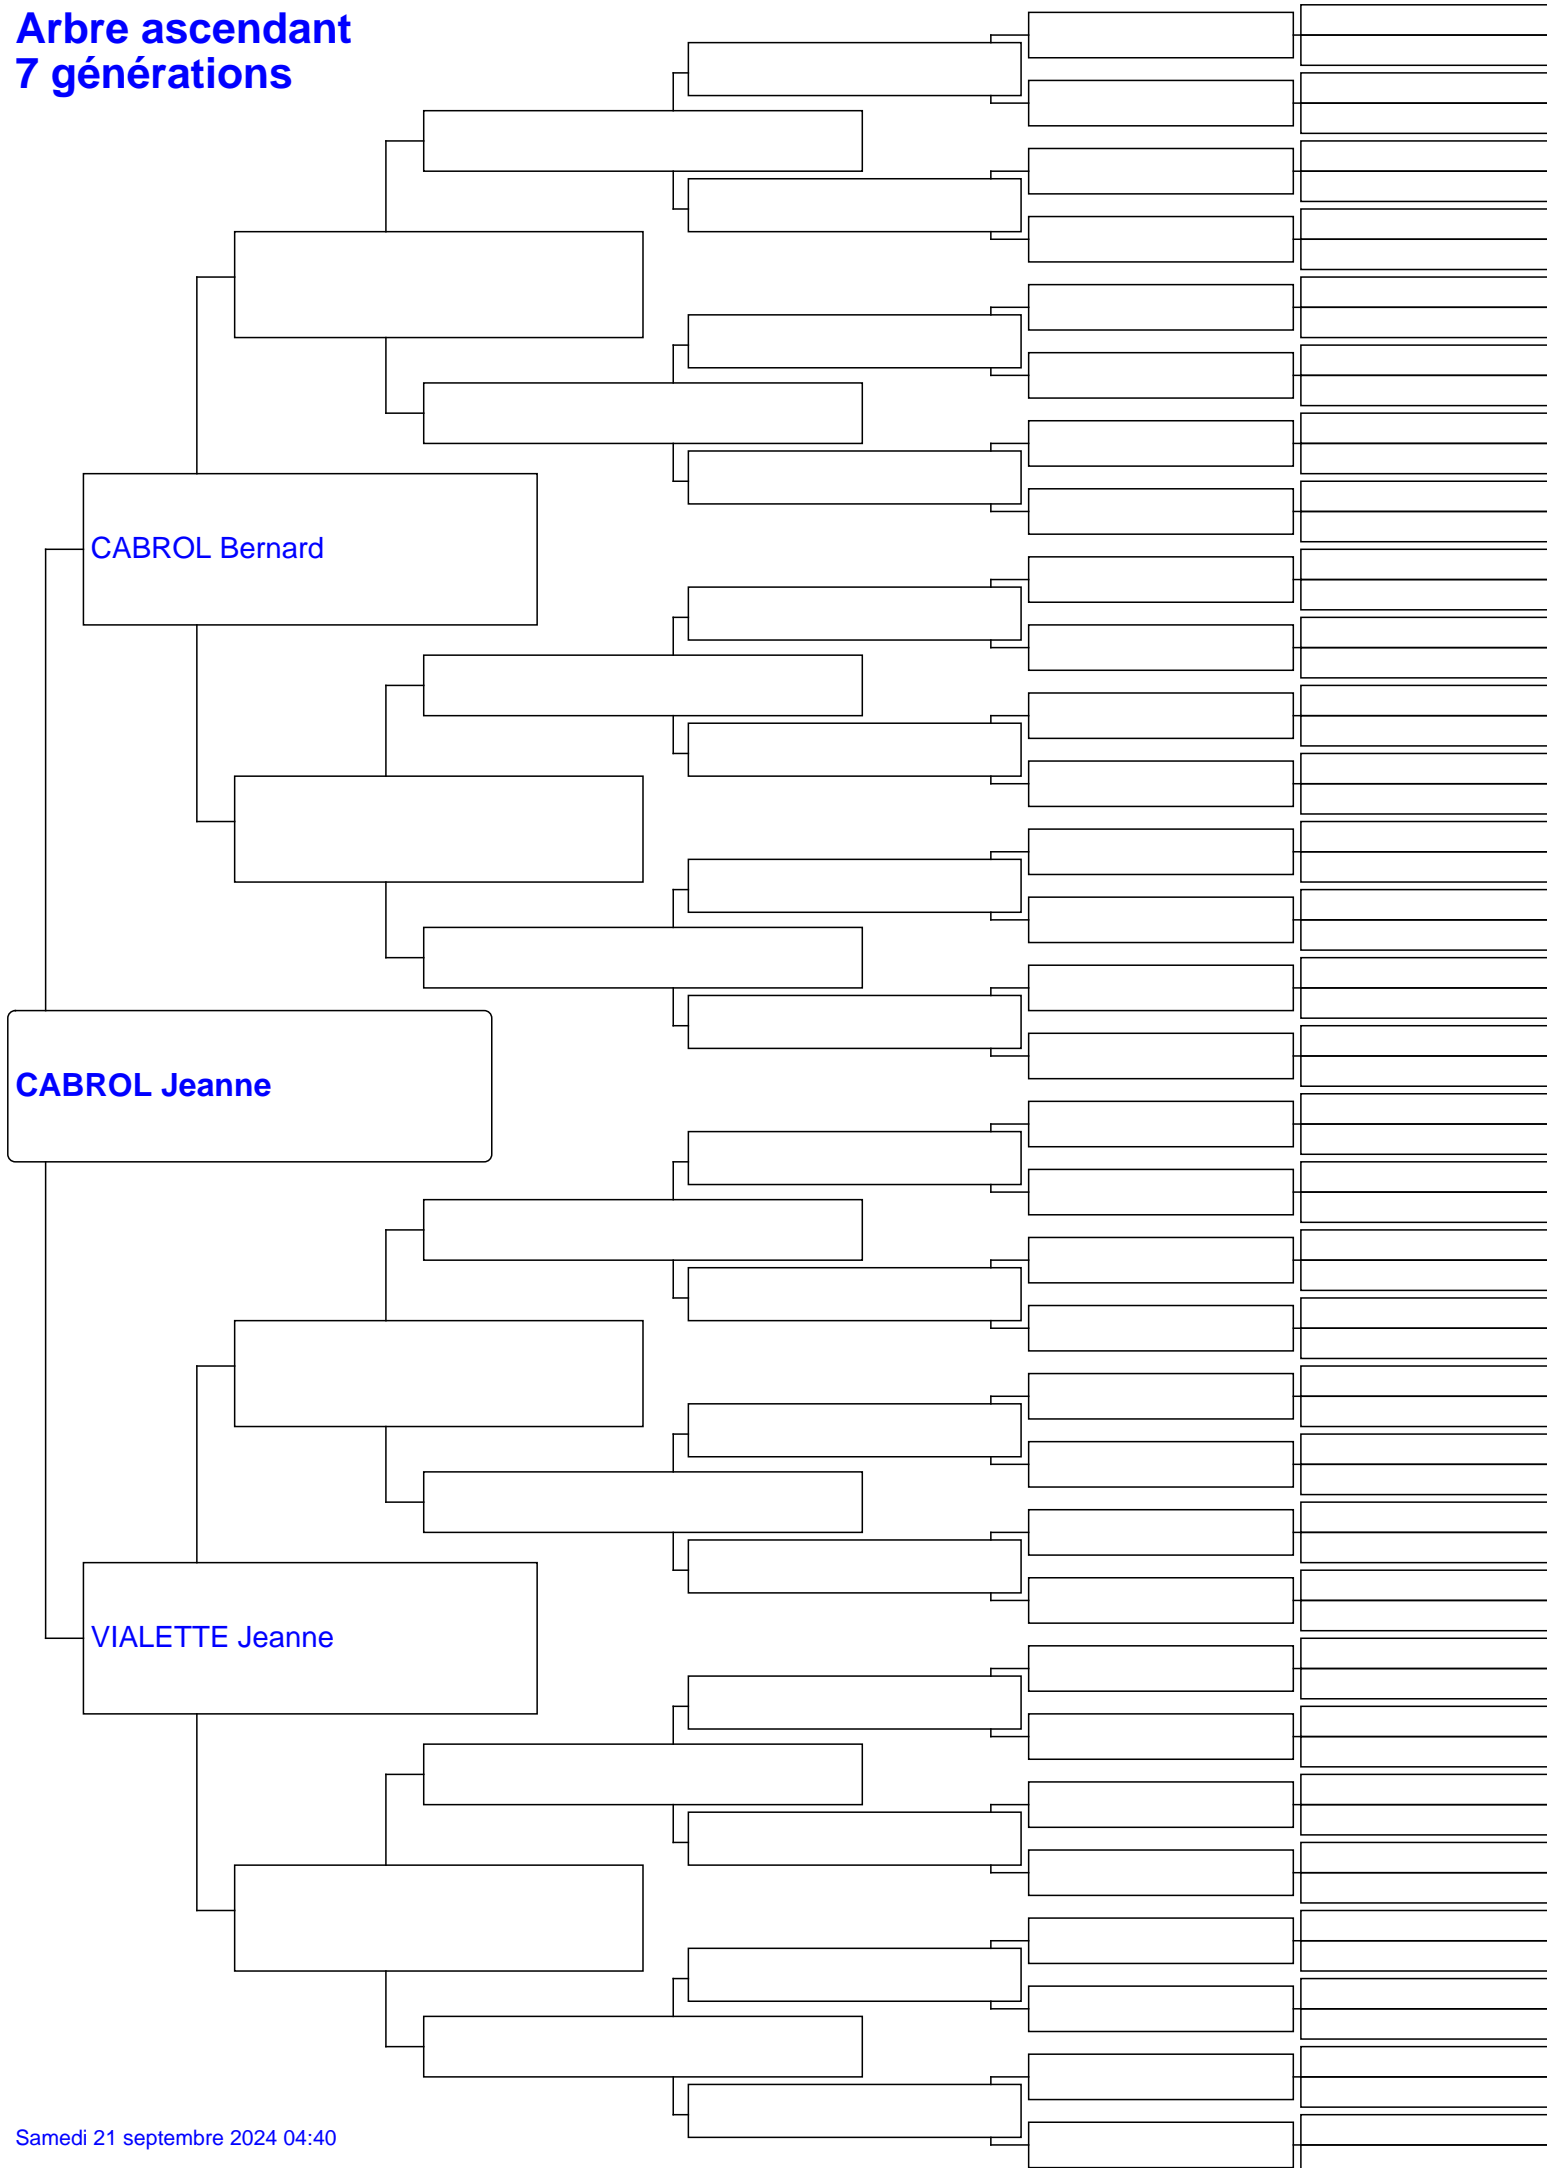 Arbre ascendant
7 générations
CABROL Bernard
CABROL Jeanne
VIALETTE Jeanne
Samedi 21 septembre 2024 04:40